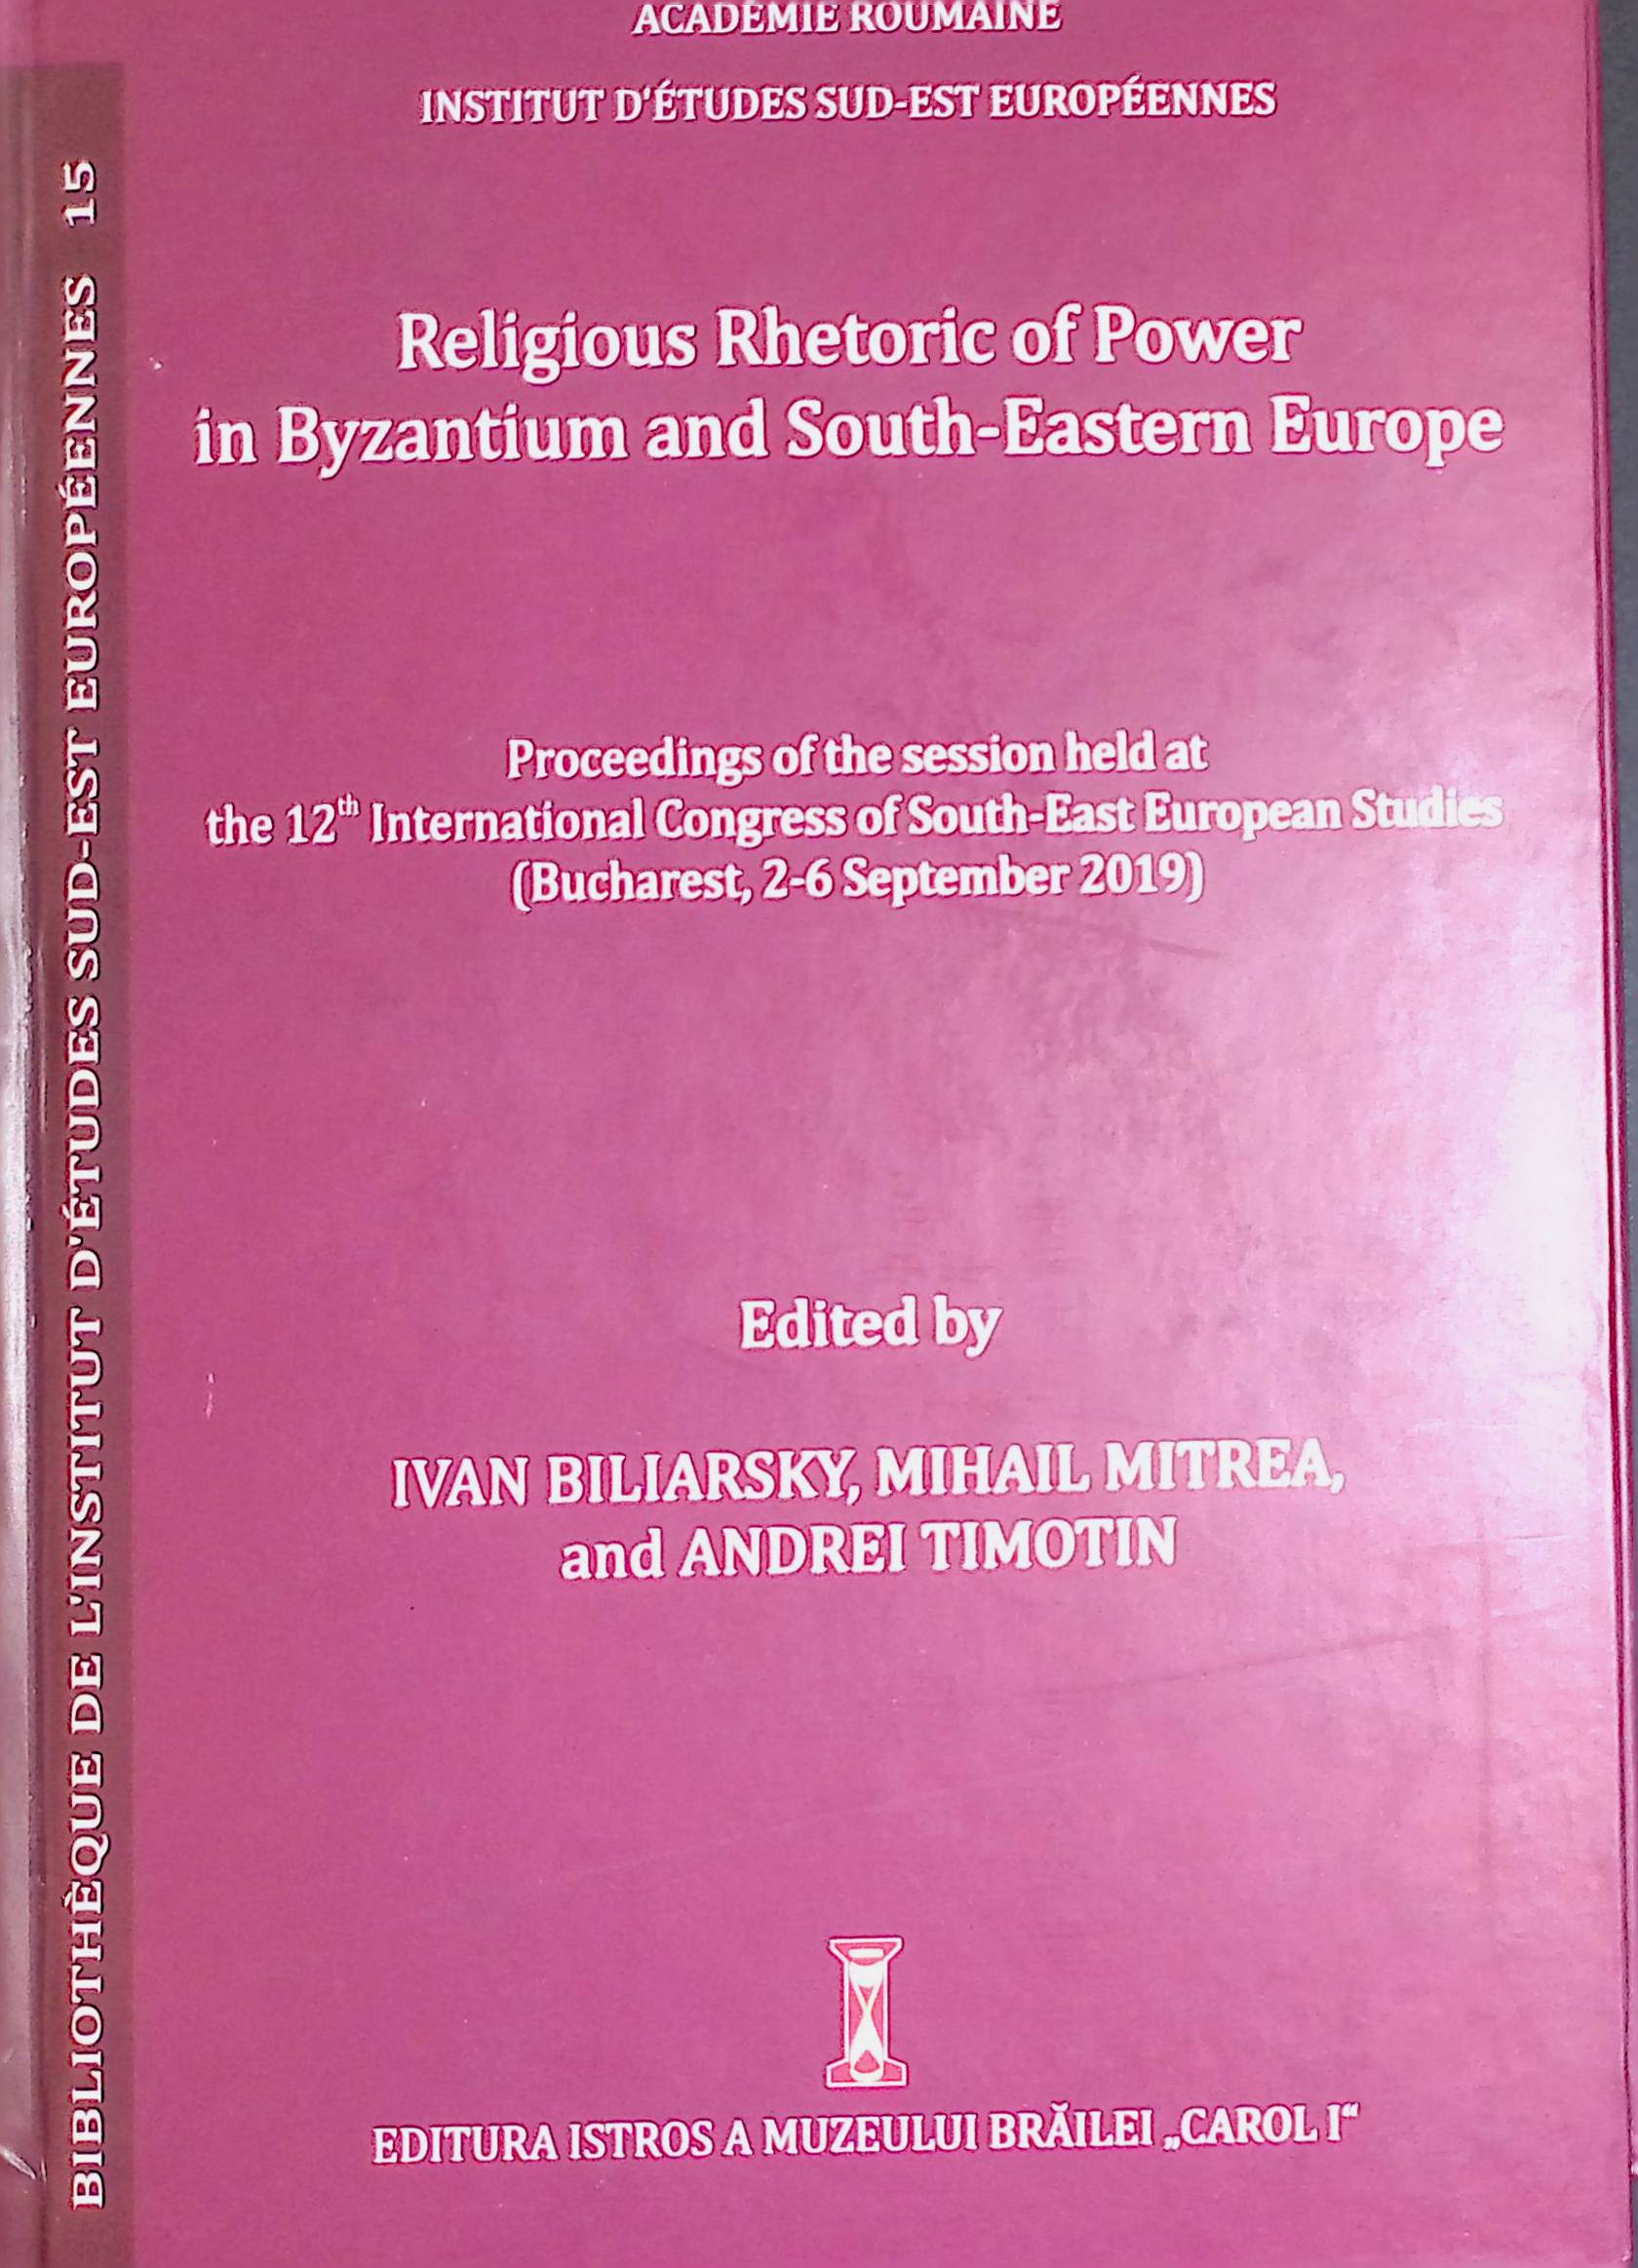 ACADÉMIE ROUMAINE
INSTITUT D'ÉTUDES SUD-EST EUROPÉENNES
Religious Rhetoric of Power
in Byzantium and South-Eastern Europe
Proceedings of the session held at
the 12th International Congress of South-East European Studies
(Bucharest, 2-6 September 2019)
Edited by
IVAN BILIARSKY, MIHAIL MITREA,
and ANDREI TIMOTIN
EDITURA ISTROS A MUZEULUI BRĂILEI „CAROL I“
BIBLIOTHÈQUE DE L'INSTITUT D'ÉTUDES SUD-EST EUROPÉENNES 15